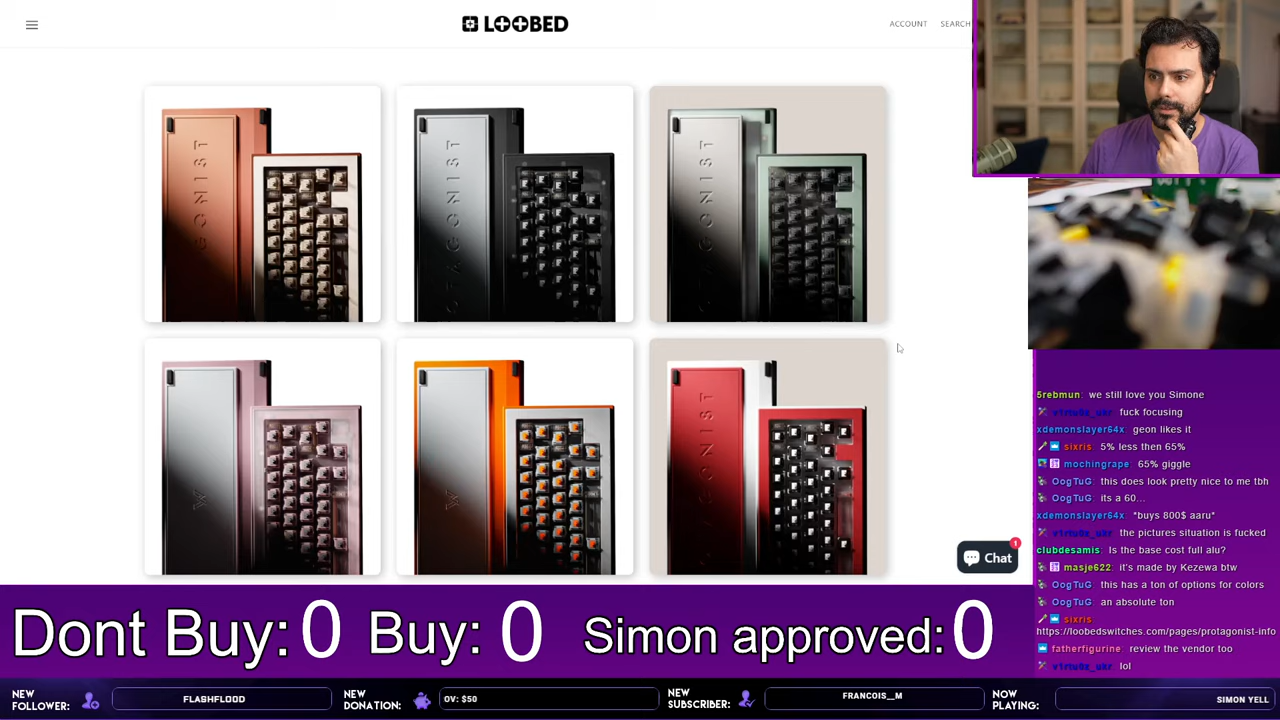 LOOBED
ACCOUNT
SEARCH
Chat
1
5rebmun: we still love you Simone
v1rtu0z_ukr: fuck focusing
xdemonslayer64x: geon likes it
sixris: 5% less then 65%
mochingrape: 65% giggle
OogTuG: this does look pretty nice to me tbh
OogTuG: its a 60...
xdemonslayer64x: *buys 800$ aaru*
v1rtu0z_ukr: the pictures situation is fucked
clubdesamis: Is the base cost full alu?
masje622: it's made by Kezewa btw
OogTuG: this has a ton of options for colors
OogTuG: an absolute ton
sixris:
https://loobedswitches.com/pages/protagonist-info
fatherfigurine: review the vendor too
v1rtu0z_ukr: lol
Dont Buy: 0 Buy: 0 Simon approved: 0
NEW
FOLLOWER:
FLASHFLOOD
NEW
DONATION:
OV: $50
NEW
SUBSCRIBER:
FRANCOIS__M
NOW
PLAYING:
SIMON YELL